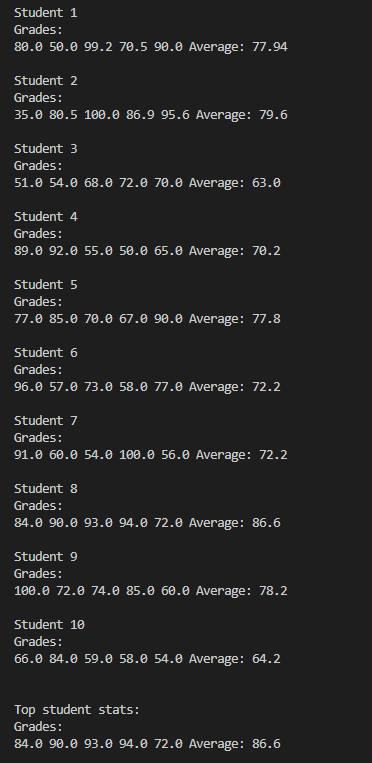 Student 1
Grades:
80.0 50.0 99.2 70.5 90.0 Average: 77.94
Student 2
Grades:
35.0 80.5 100.0 86.9 95.6 Average: 79.6
Student 3
Grades:
51.0 54.0 68.0 72.0 70.0 Average: 63.0
Student 4
Grades:
89.0 92.0 55.0 50.0 65.0 Average: 70.2
Student 5
Grades:
77.0 85.0 70.0 67.0 90.0 Average: 77.8
Student 6
Grades:
96.0 57.0 73.0 58.0 77.0 Average: 72.2
Student 7
Grades:
91.0 60.0 54.0 100.0 56.0 Average: 72.2
Student 8
Grades:
84.0 90.0 93.0 94.0 72.0 Average: 86.6
Student 9
Grades:
100.0 72.0 74.0 85.0 60.0 Average: 78.2
Student 10
Grades:
66.0 84.0 59.0 58.0 54.0 Average: 64.2
Top student stats:
Grades:
84.0 90.0 93.0 94.0 72.0 Average: 86.6